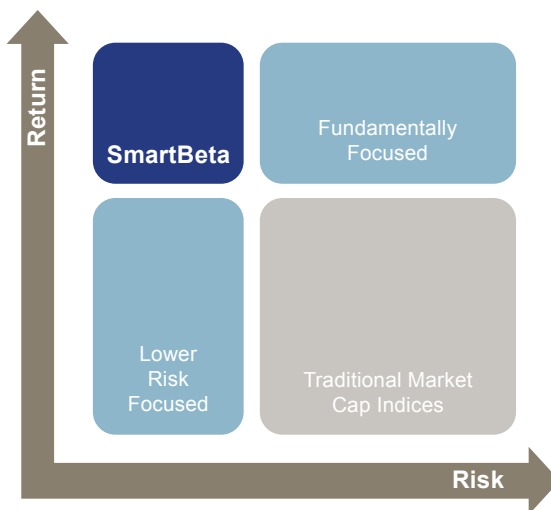 Return
SmartBeta
Fundamentally
Focused
Lower
Risk
Focused
Traditional Market
Cap Indices
Risk